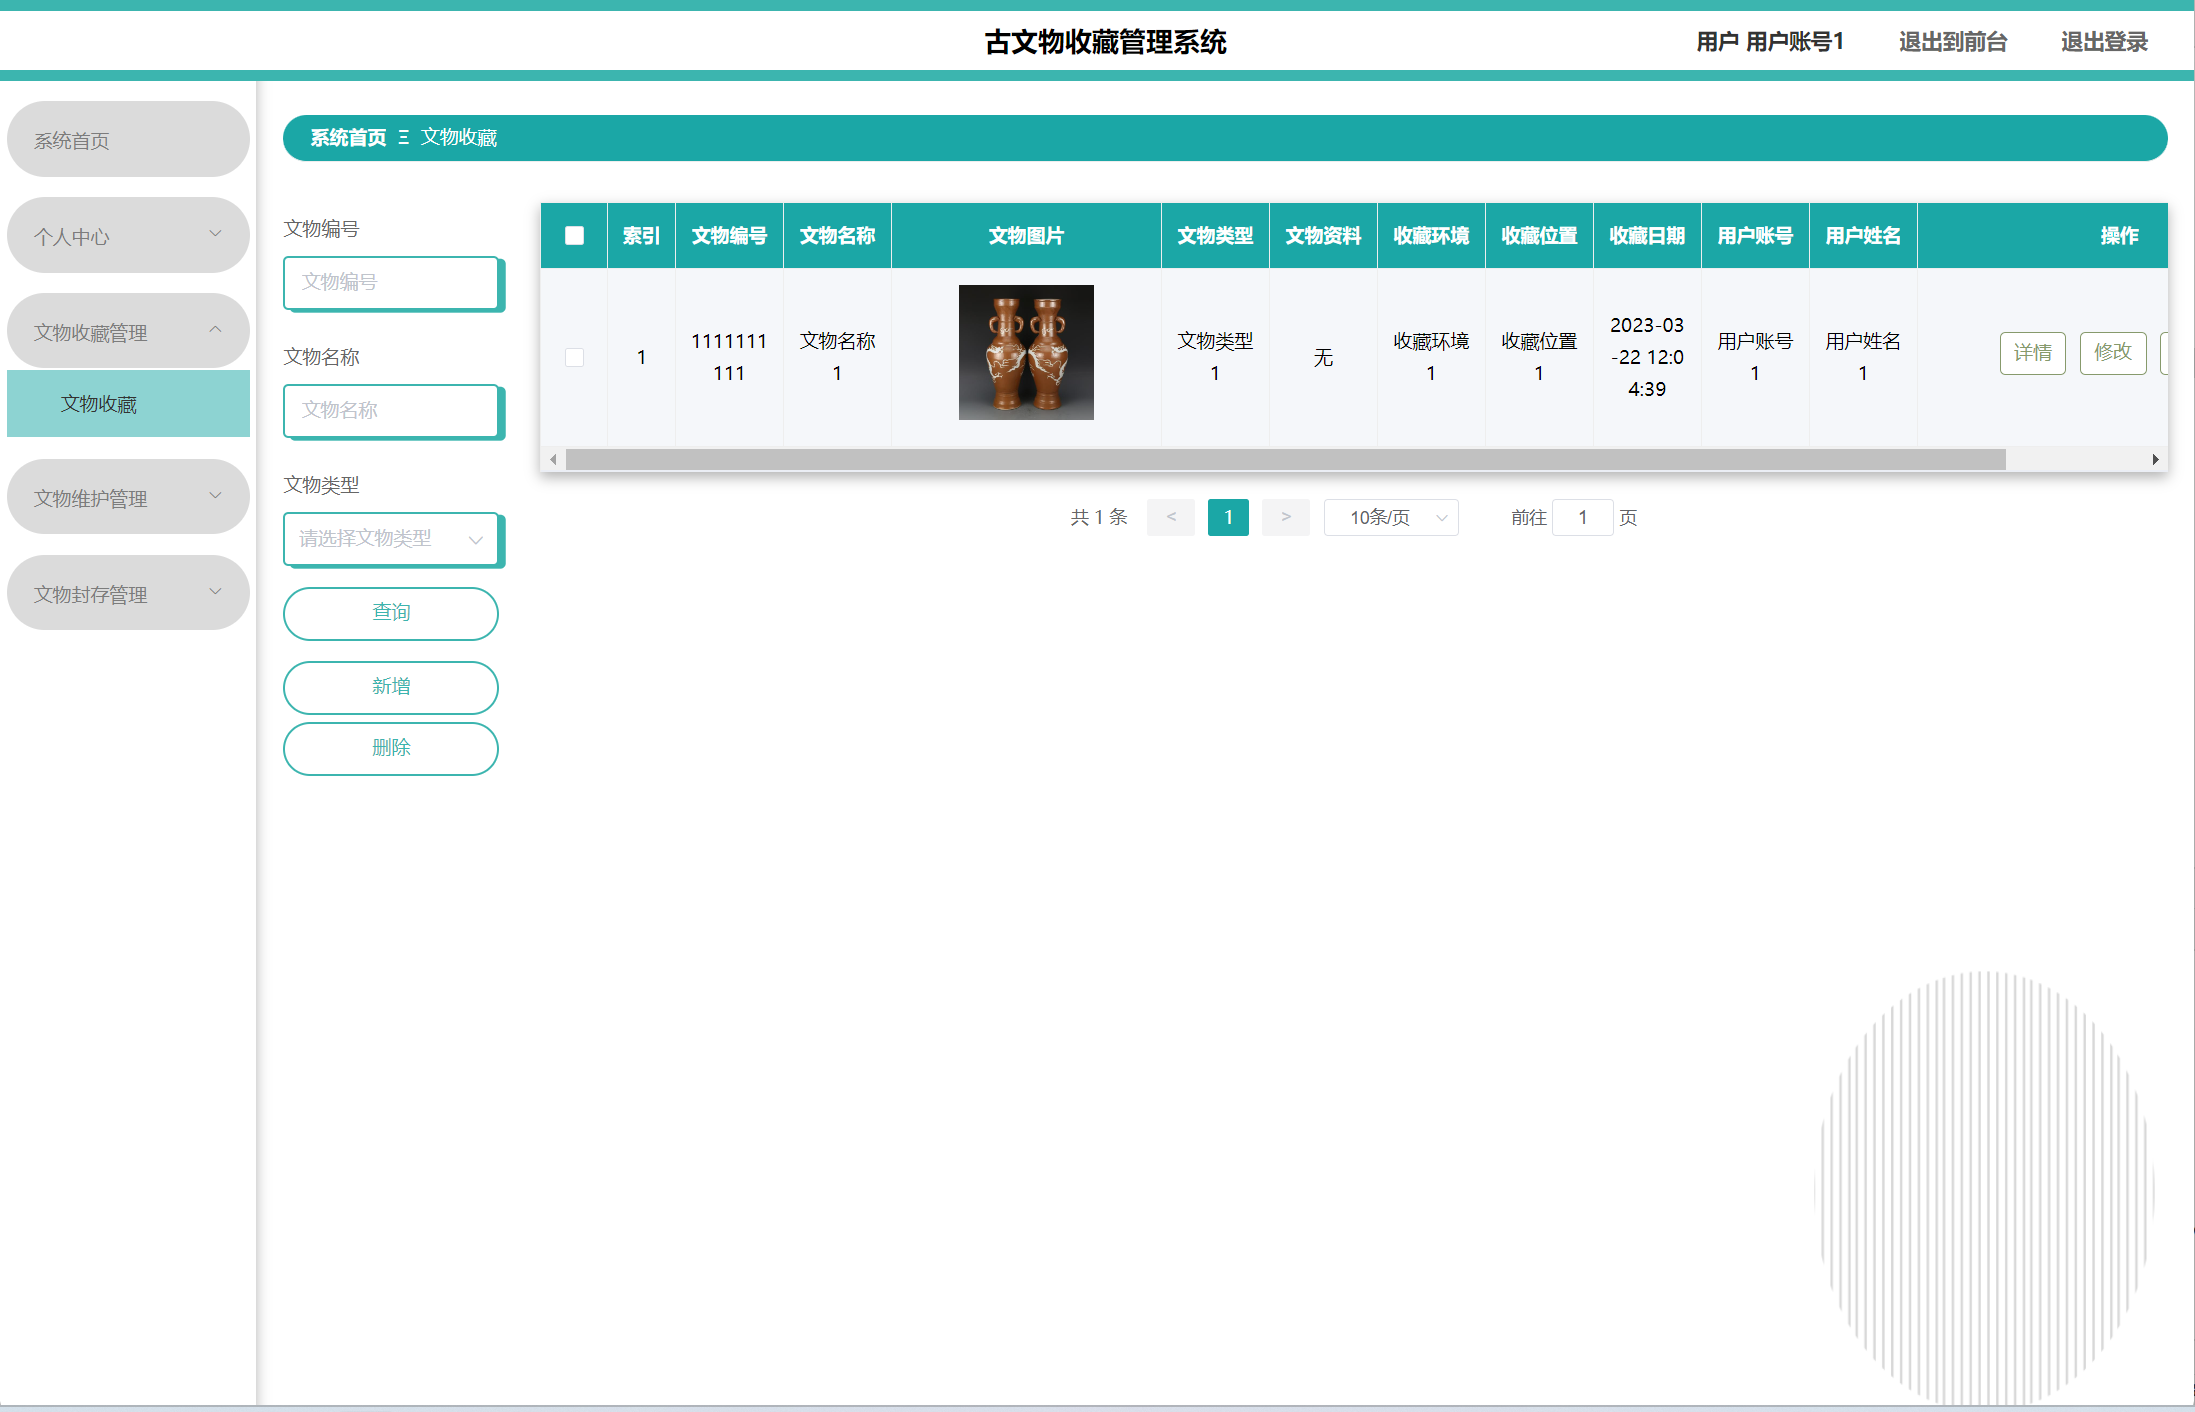 古文物收藏管理系统
用户 用户账号1
退出到前台
退出登录
系统首页
个人中心
文物收藏管理
文物收藏
文物维护管理
文物封存管理
系统首页 Ξ 文物收藏
文物编号
文物编号
文物名称
文物名称
文物类型
请选择文物类型
查询
新增
删除
索引 文物编号 文物名称 文物图片 文物类型 文物资料 收藏环境 收藏位置 收藏日期 用户账号 用户姓名 操作
1
1111111
111
文物名称
1
文物类型
1
无
收藏环境
1
收藏位置
1
2023-03
-22 12:0
4:39
用户账号
1
用户姓名
1
详情
修改
共 1 条 < 1 > 10条/页 前往 1 页